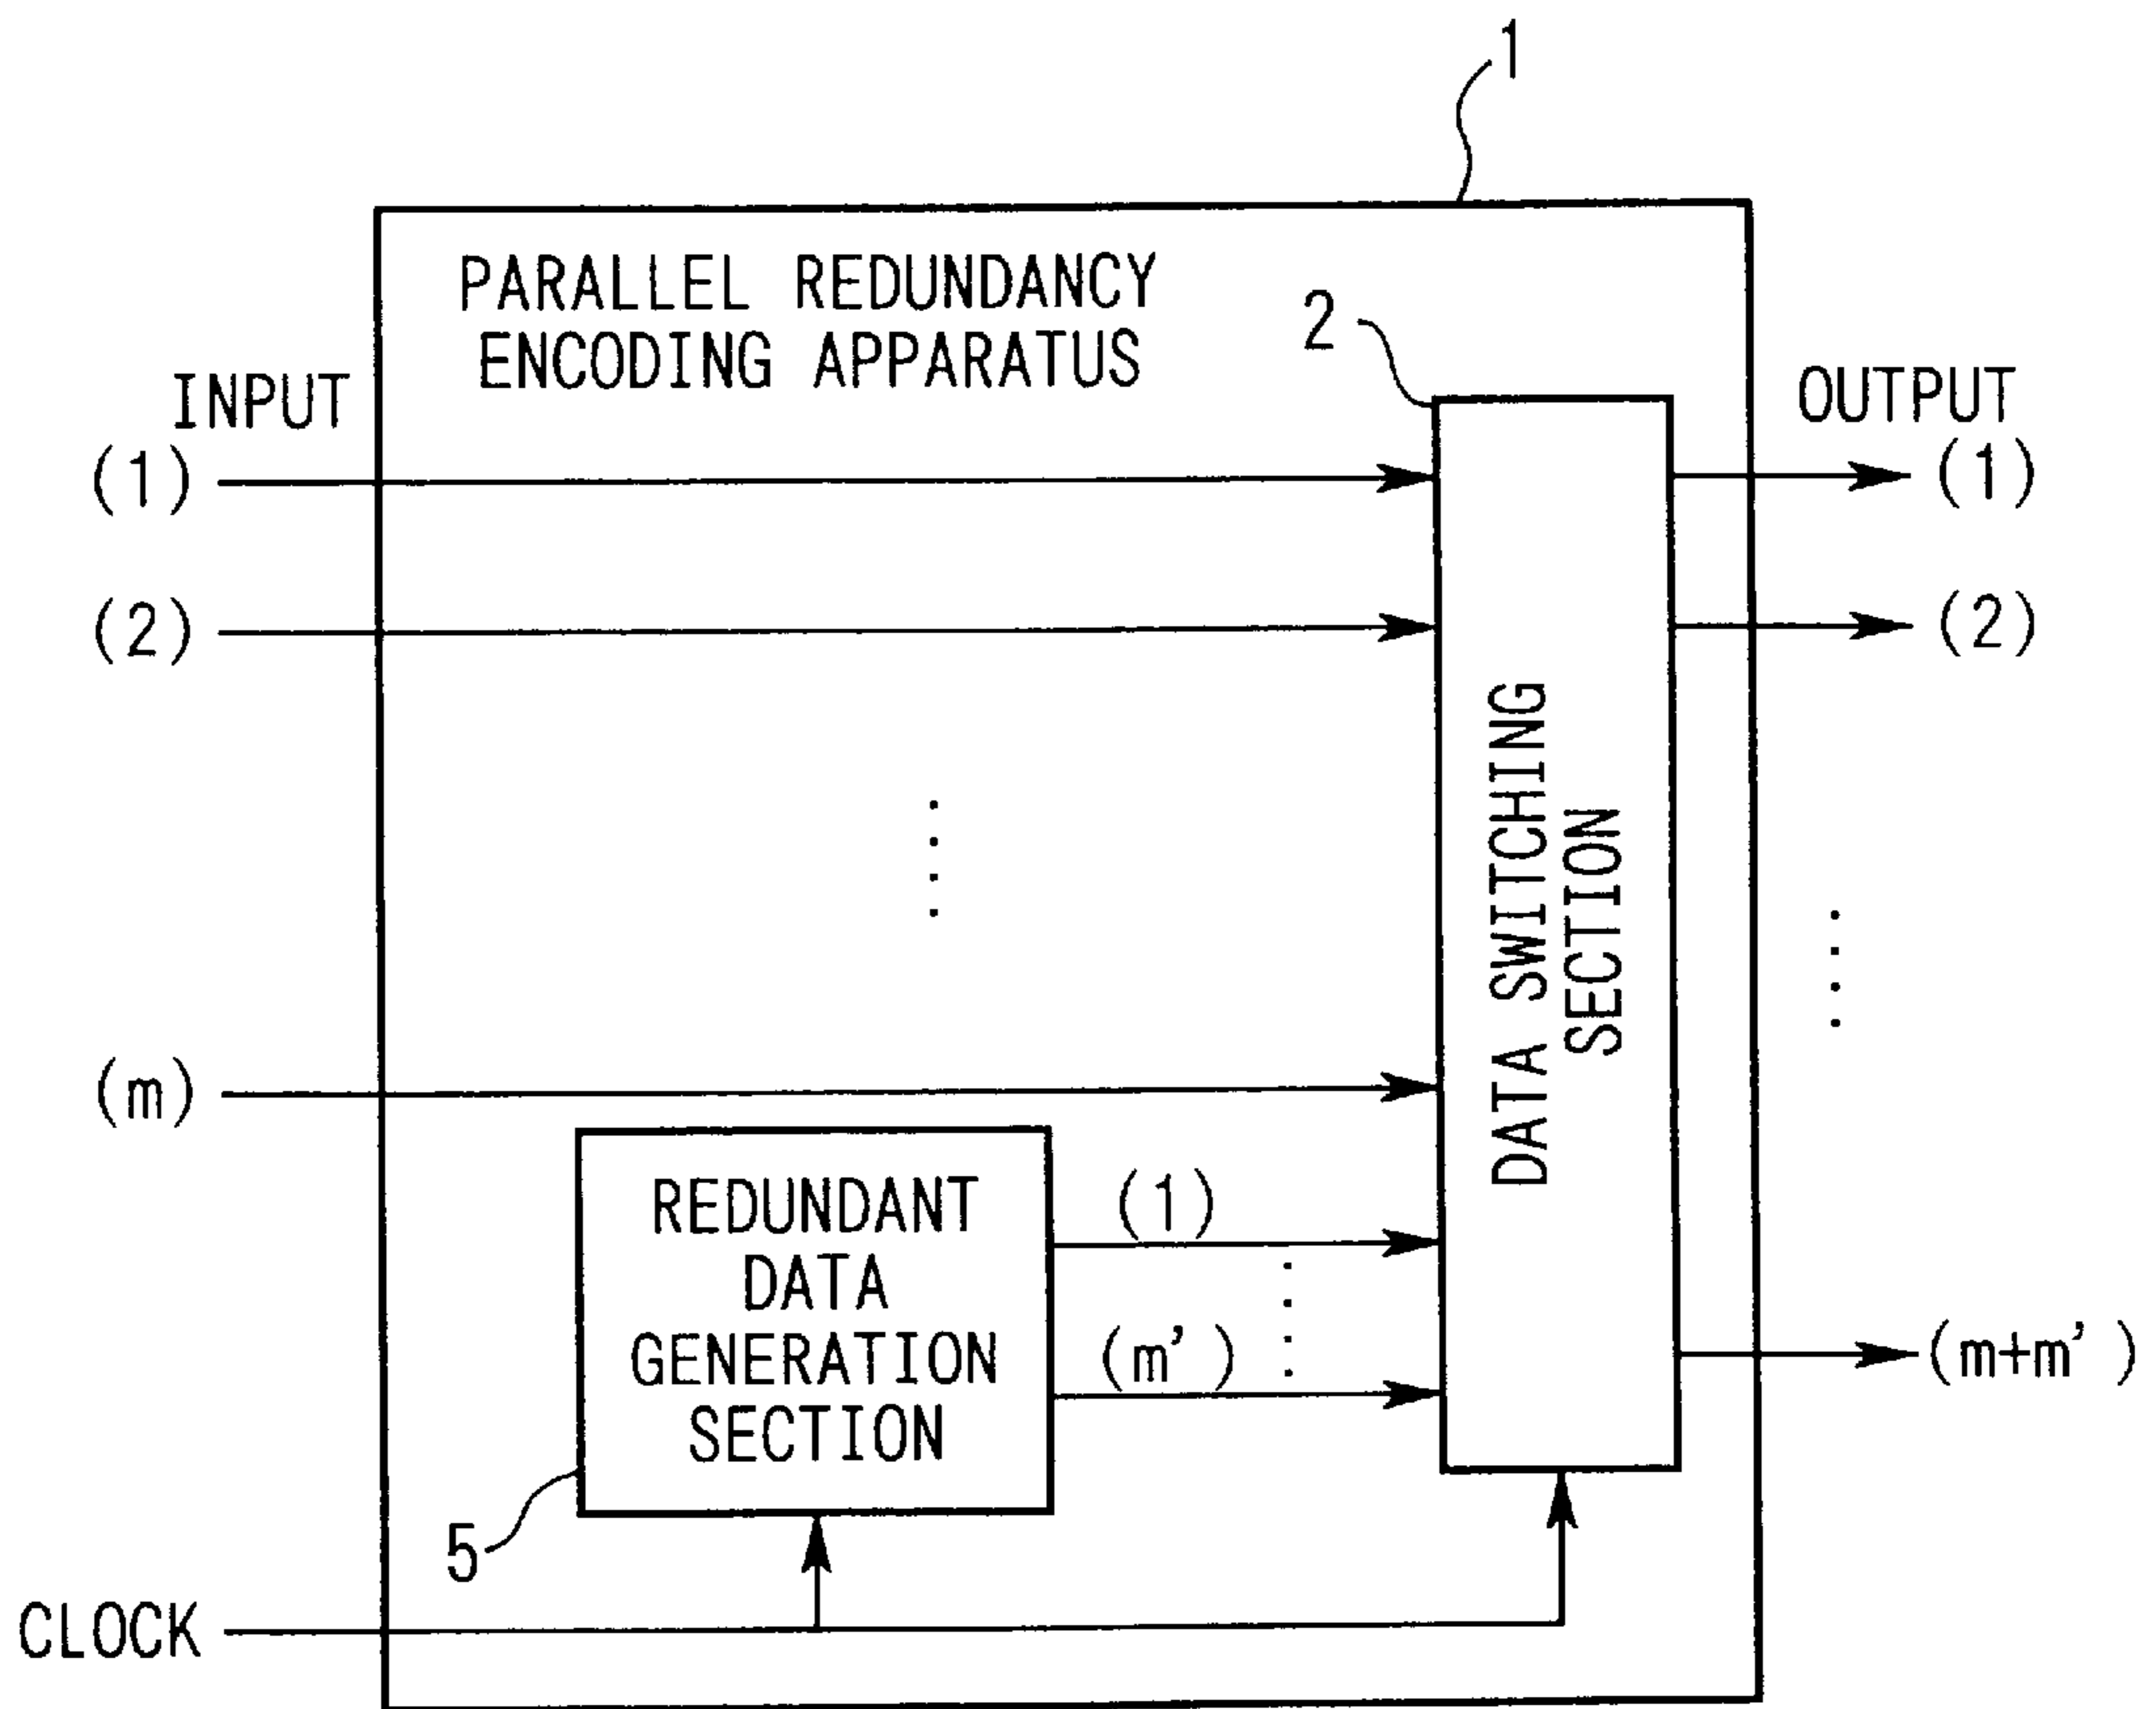 1
PARALLEL REDUNDANCY
ENCODING APPARATUS
2
INPUT
OUTPUT
(1)
(1)
(2)
(2)
DATA SWITCHING
SECTION
(m)
REDUNDANT
DATA
GENERATION
SECTION
(1)
(m')
(m+m')
5
CLOCK